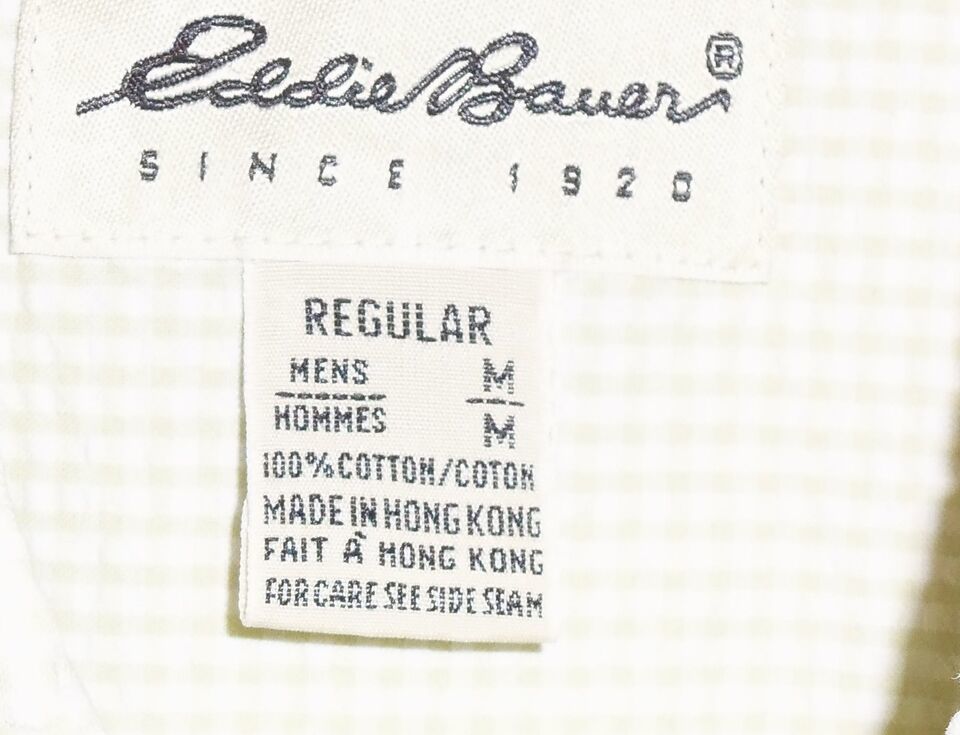 Eddie Bauer ®
SINCE 1920
REGULAR
MENS M
HOMMES M
100% COTTON/COTON
MADE IN HONG KONG
FAIT À HONG KONG
FOR CARE SEE SIDE SEAM